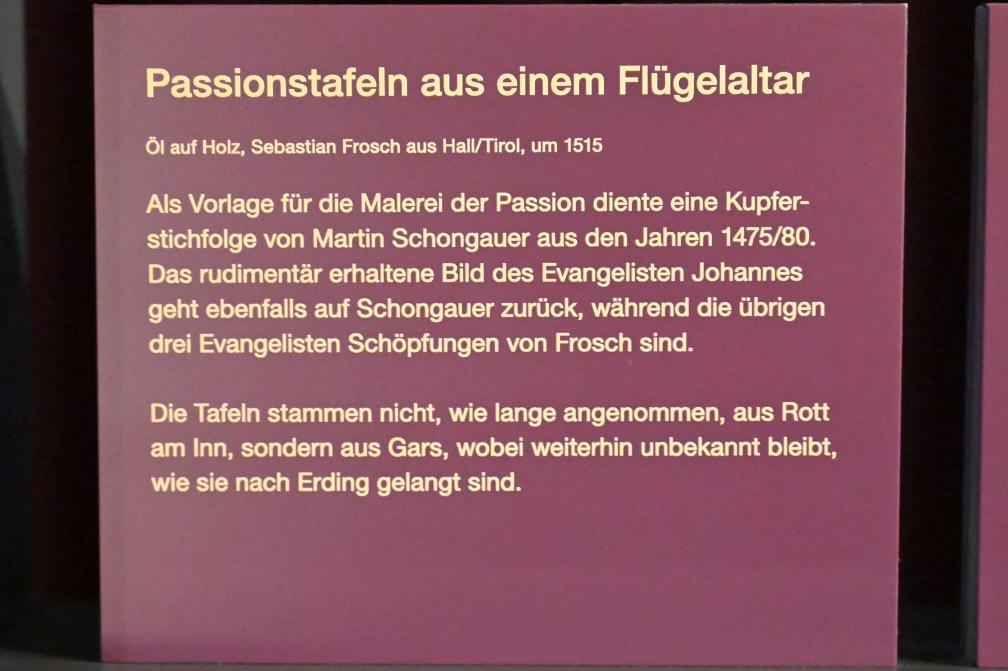 Passionstafeln aus einem Flügelaltar
Öl auf Holz, Sebastian Frosch aus Hall/Tirol, um 1515
Als Vorlage für die Malerei der Passion diente eine Kupfer-
stichfolge von Martin Schongauer aus den Jahren 1475/80.
Das rudimentär erhaltene Bild des Evangelisten Johannes
geht ebenfalls auf Schongauer zurück, während die übrigen
drei Evangelisten Schöpfungen von Frosch sind.
Die Tafeln stammen nicht, wie lange angenommen, aus Rott
am Inn, sondern aus Gars, wobei weiterhin unbekannt bleibt,
wie sie nach Erding gelangt sind.